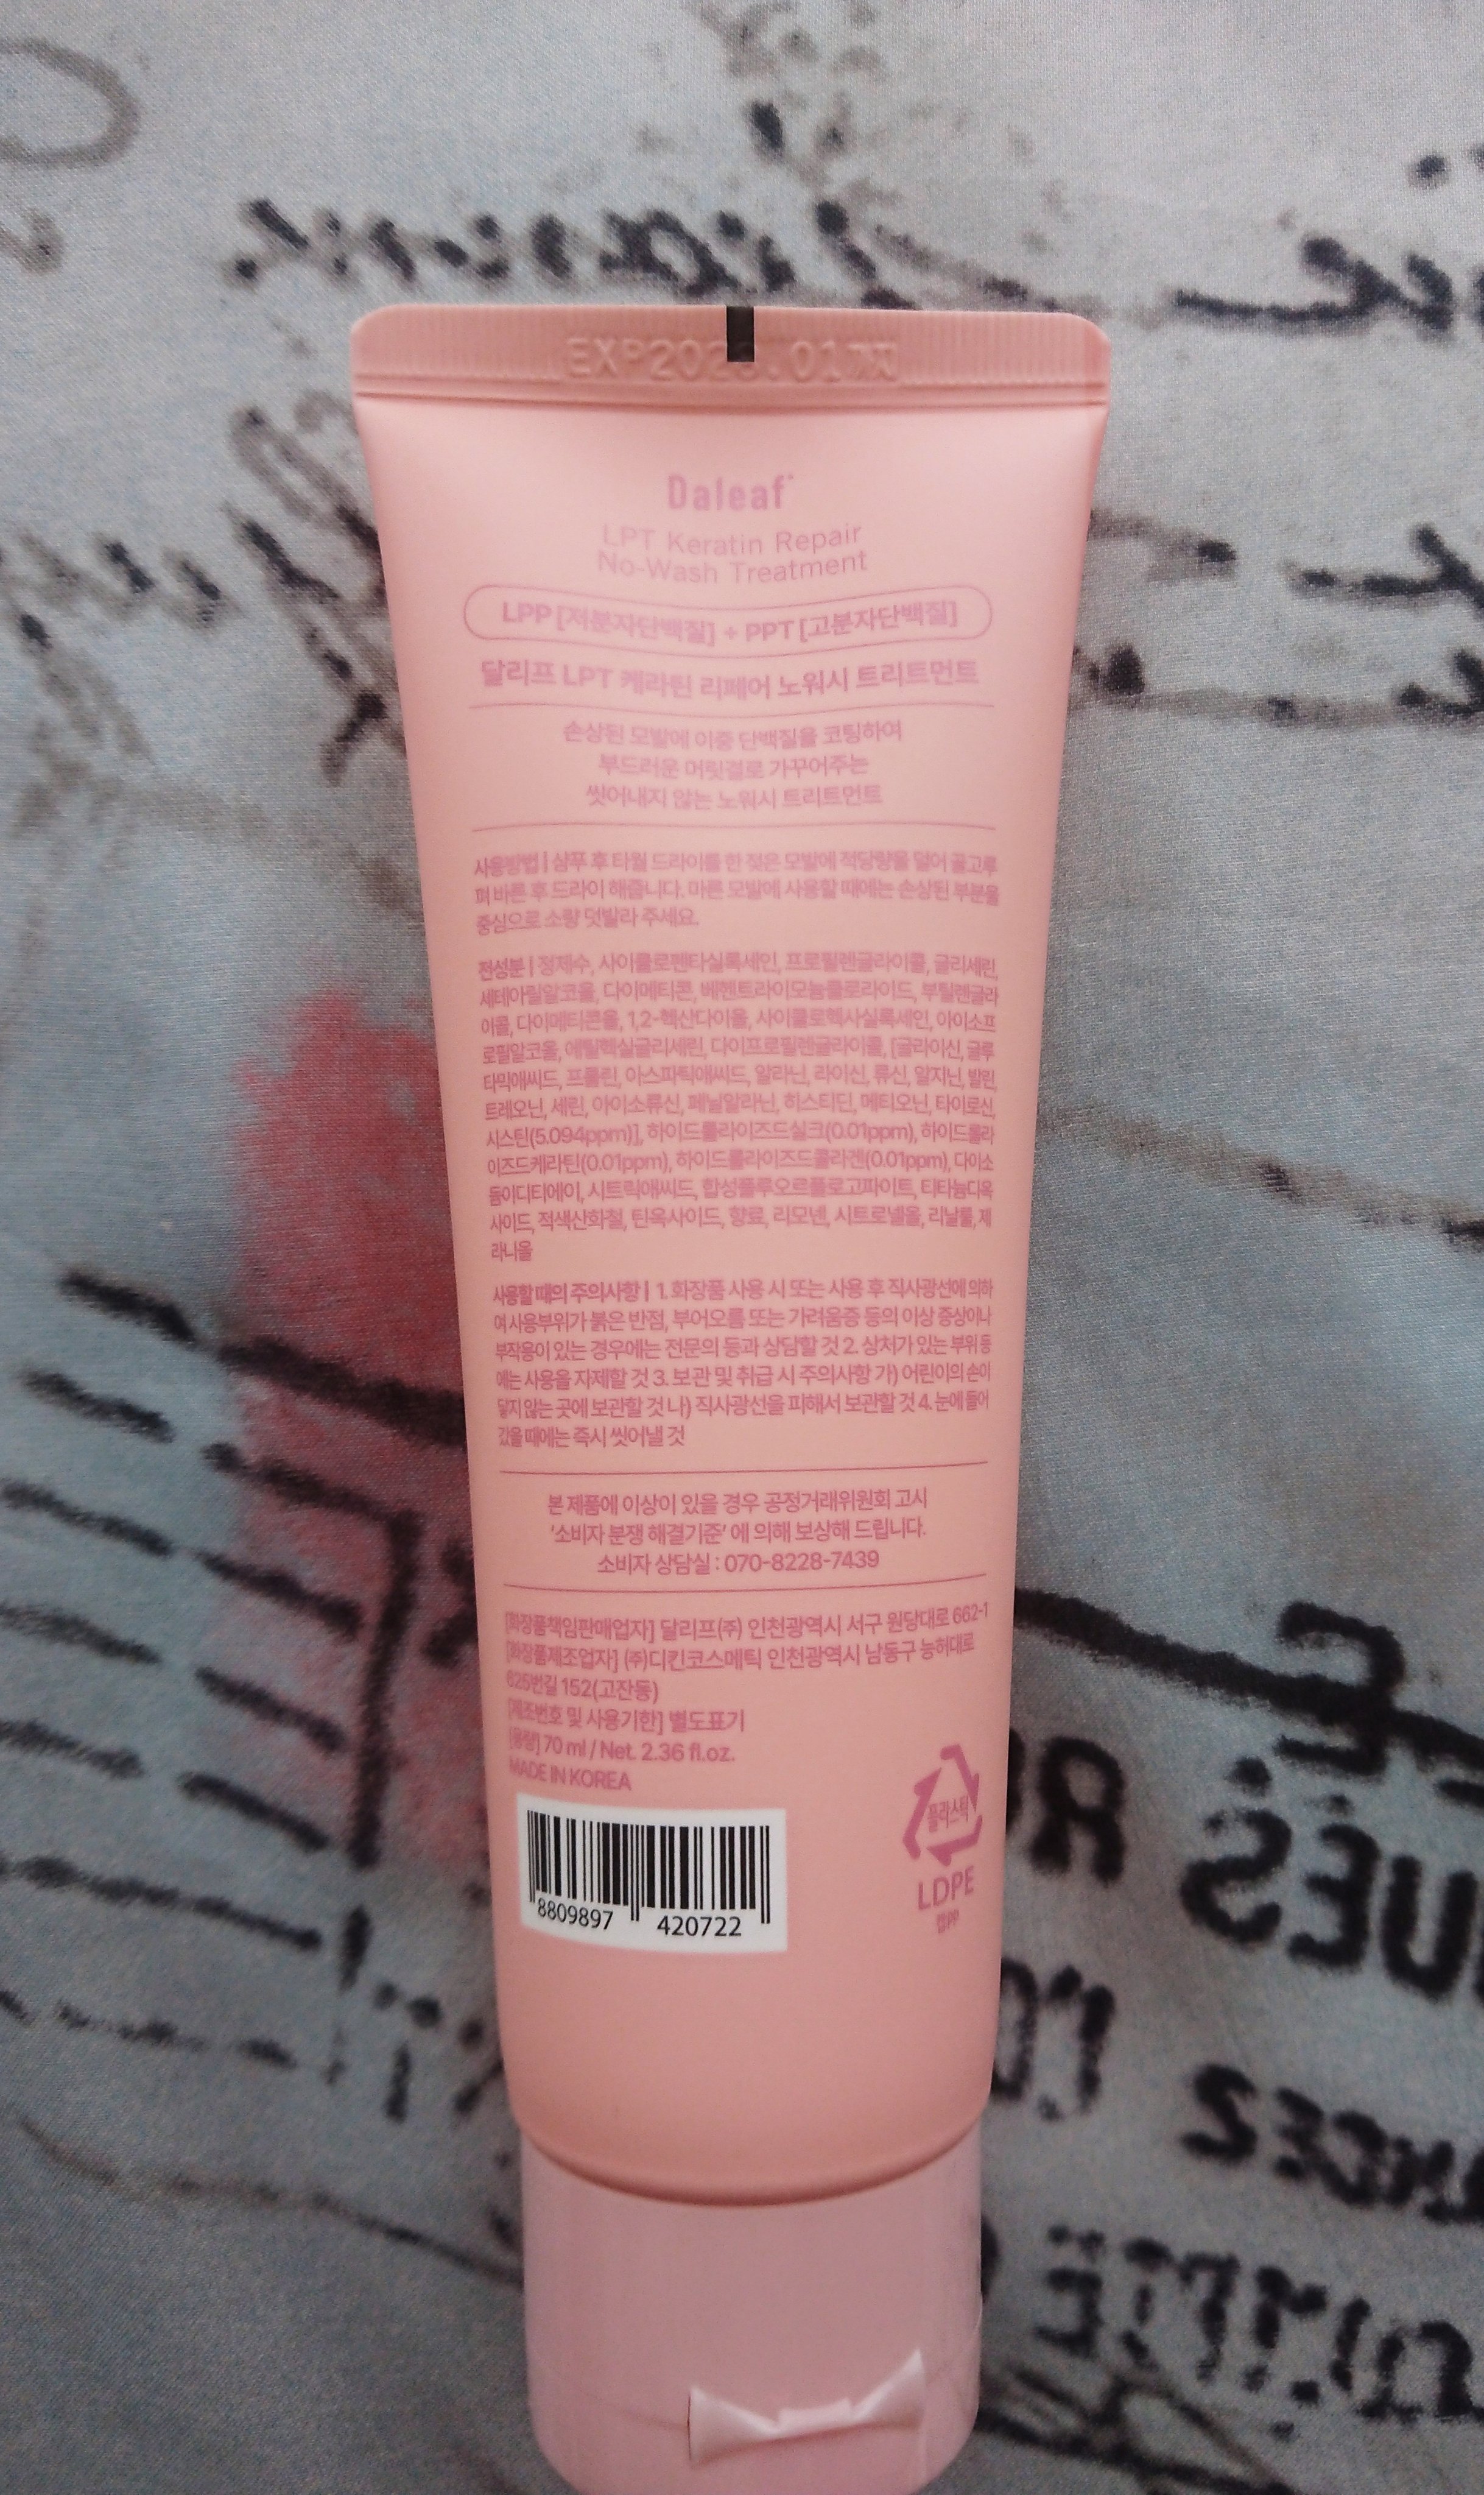 Daleaf
LPT Keratin Repair
No-Wash Treatment
LPP [저분자단백질] + PPT [고분자단백질]
달리프 LPT 케라틴 리페어 노워시 트리트먼트
손상된 모발에 이중 단백질을 코팅하여
부드러운 머릿결로 가꾸어주는
씻어내지 않는 노워시 트리트먼트
사용방법 | 샴푸 후 타월 드라이를 한 젖은 모발에 적당량을 덜어 골고루
펴 바른 후 드라이 해줍니다. 마른 모발에 사용할 때에는 손상된 부분을
중심으로 소량 덧발라 주세요.
전성분 | 정제수, 사이클로펜타실록세인, 프로필렌글라이콜, 글리세린,
세테아릴알코올, 다이메티콘, 베헨트라이모늄클로라이드, 부틸렌글라
이콜, 다이메티콘올, 1,2-헥산다이올, 사이클로헥사실록세인, 아이소프
로필알코올, 에틸헥실글리세린, 다이프로필렌글라이콜, [글라이신, 글루
타믹애씨드, 프롤린, 아스파틱애씨드, 알라닌, 라이신, 류신, 알지닌, 발린,
트레오닌, 세린, 아이소류신, 페닐알라닌, 히스티딘, 메티오닌, 타이로신,
시스틴(5.094ppm)], 하이드롤라이즈드실크(0.01ppm), 하이드롤라
이즈드케라틴(0.01ppm), 하이드롤라이즈드콜라겐(0.01ppm), 다이소
듐이디티에이, 시트릭애씨드, 합성플루오르플로고파이트, 티타늄디옥
사이드, 적색산화철, 틴옥사이드, 향료, 리모넨, 시트로넬올, 리날룰, 제
라니올
사용할 때의 주의사항 | 1. 화장품 사용 시 또는 사용 후 직사광선에 의하
여 사용부위가 붉은 반점, 부어오름 또는 가려움증 등의 이상 증상이나
부작용이 있는 경우에는 전문의 등과 상담할 것 2. 상처가 있는 부위 등
에는 사용을 자제할 것 3. 보관 및 취급 시 주의사항 가) 어린이의 손이
닿지 않는 곳에 보관할 것 나) 직사광선을 피해서 보관할 것 4. 눈에 들어
갔을 때에는 즉시 씻어낼 것
본 제품에 이상이 있을 경우 공정거래위원회 고시
'소비자 분쟁 해결기준' 에 의해 보상해 드립니다.
소비자 상담실 : 070-8228-7439
[화장품책임판매업자] 달리프(주) 인천광역시 서구 원당대로 662-1
[화장품제조업자] (주)디킨코스메틱 인천광역시 남동구 능허대로
625번길 152(고잔동)
[제조번호 및 사용기한] 별도표기
[용량] 70 ml / Net. 2.36 fl.oz.
MADE IN KOREA
플라스틱
LDPE
캡PP
8809897 420722